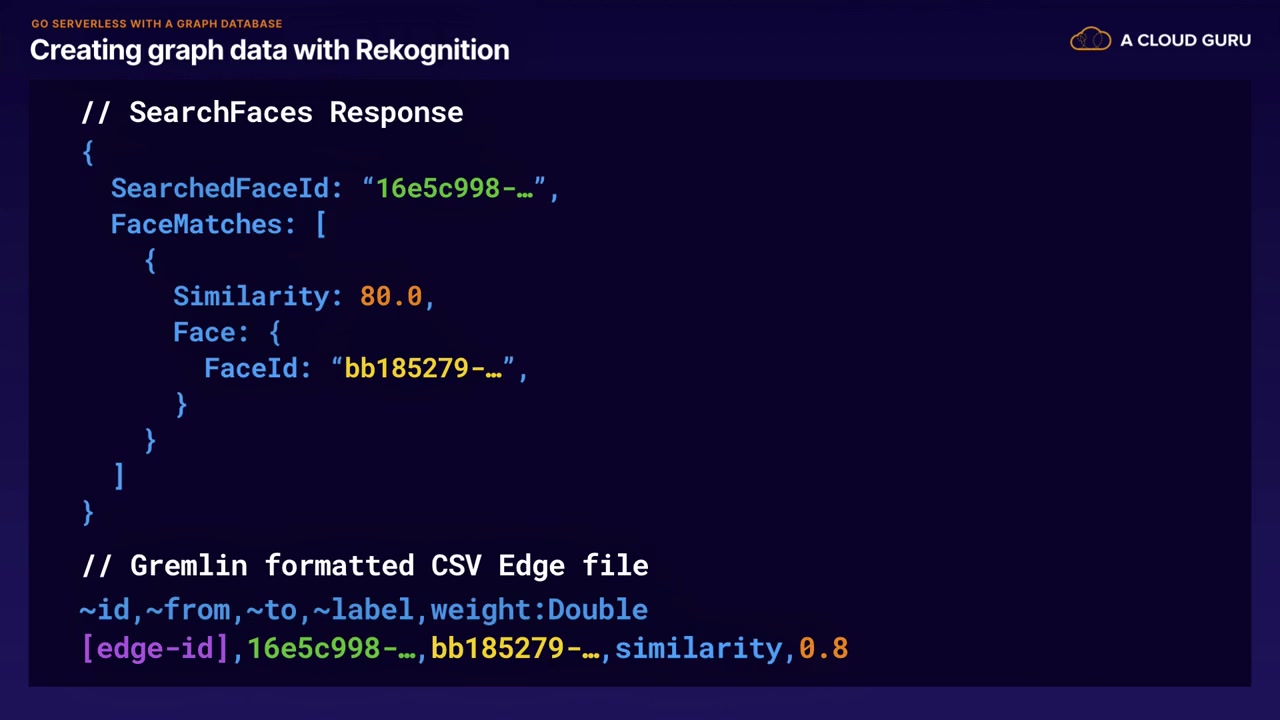 GO SERVERLESS WITH A GRAPH DATABASE
Creating graph data with Rekognition
A CLOUD GURU
// SearchFaces Response
{
SearchedFaceId: “16e5c998-…”,
FaceMatches: [
{
Similarity: 80.0,
Face: {
FaceId: “bb185279-…”,
}
}
]
}
// Gremlin formatted CSV Edge file
~id,~from,~to,~label,weight:Double
[edge-id],16e5c998-…,bb185279-…,similarity,0.8